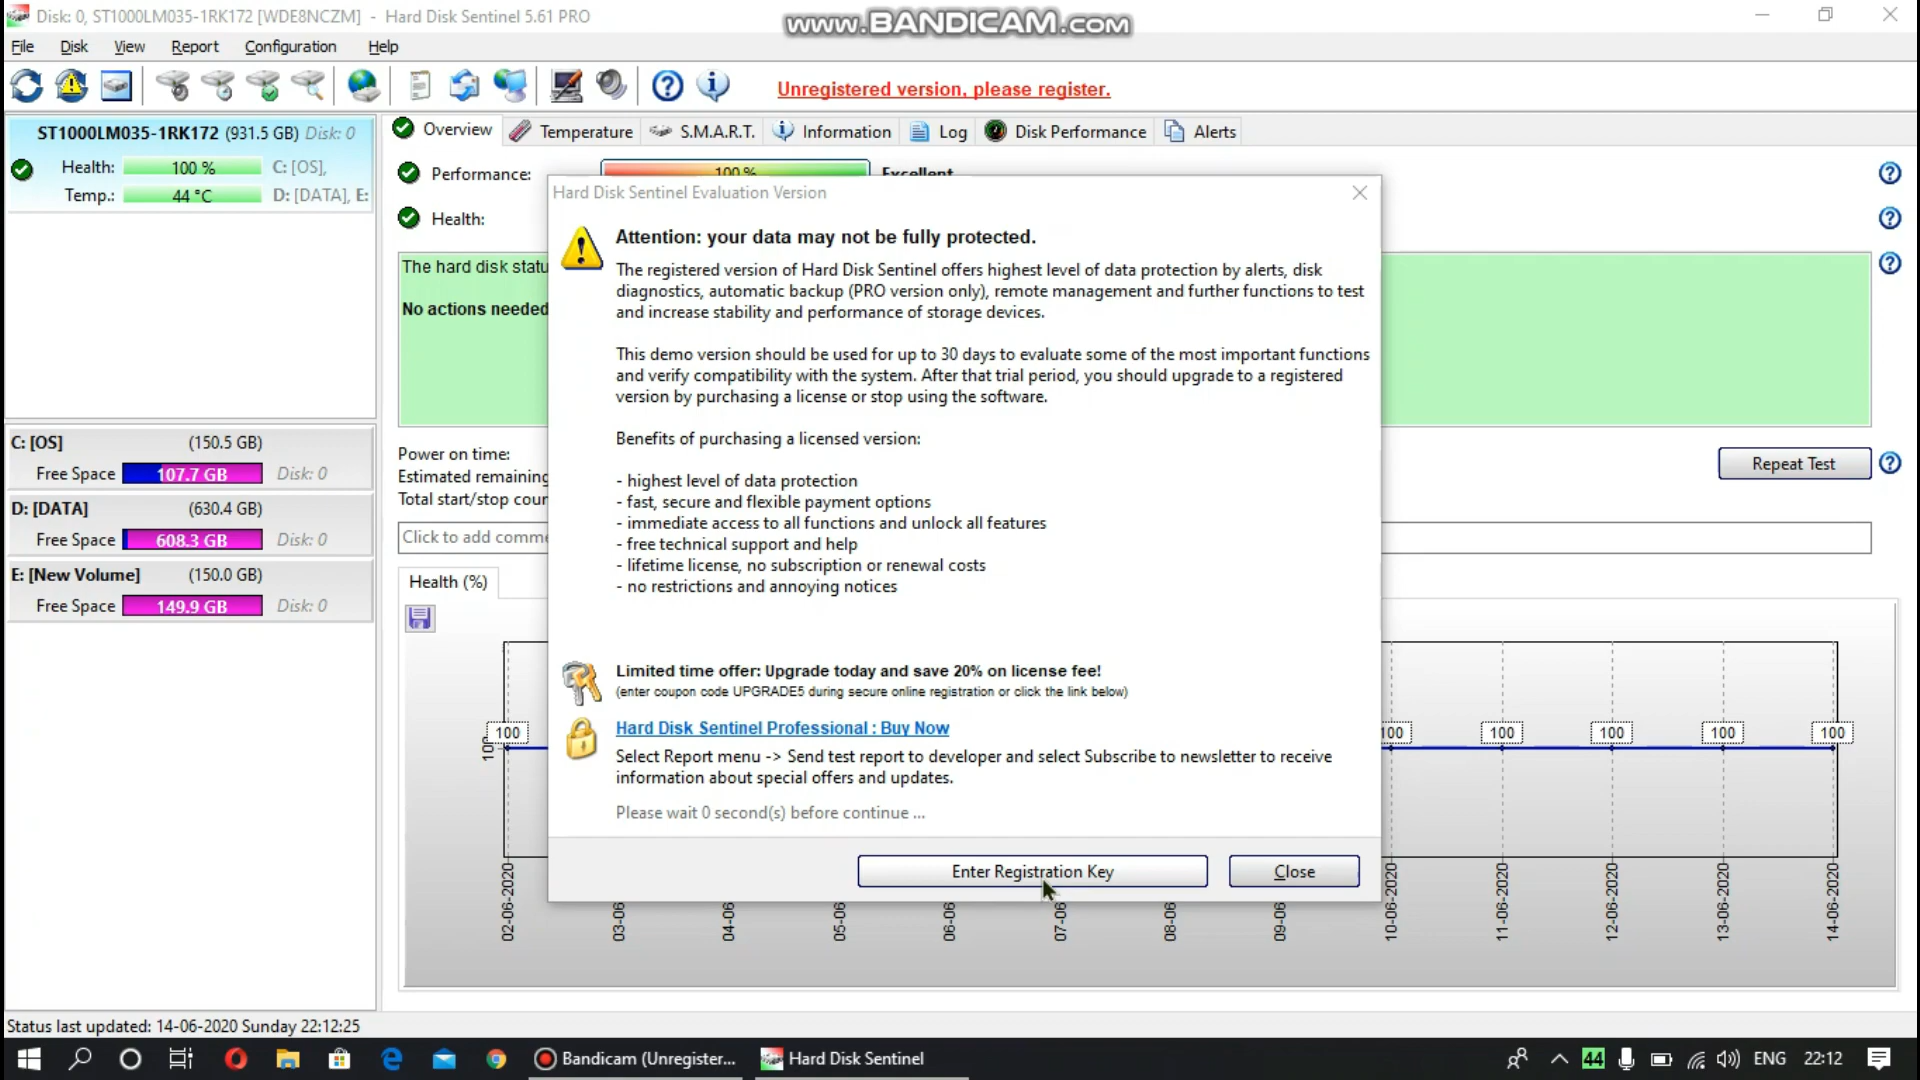 Disk: 0, ST1000LM035-1RK172 [WDE8NCZM] - Hard Disk Sentinel 5.61 PRO
www.BANDICAM.com
File Disk View Report Configuration Help
Unregistered version, please register.
ST1000LM035-1RK172 (931.5 GB) Disk: 0
Health: 100 % C: [OS],
Temp.: 44 °C D: [DATA], E:
C: [OS] (150.5 GB)
Free Space 107.7 GB Disk: 0
D: [DATA] (630.4 GB)
Free Space 608.3 GB Disk: 0
E: [New Volume] (150.0 GB)
Free Space 149.9 GB Disk: 0
Overview Temperature S.M.A.R.T. Information Log Disk Performance Alerts
Performance: 100 % Excellent
Health:
The hard disk statu
No actions needed
Power on time:
Estimated remaining
Total start/stop cour
Repeat Test
Click to add comme
Health (%)
100
100 100 100 100 100 100
02-06-2020 03-06 04-06 05-06 06-06 07-06 08-06 09-06 10-06-2020 11-06-2020 12-06-2020 13-06-2020 14-06-2020
Hard Disk Sentinel Evaluation Version
Attention: your data may not be fully protected.
The registered version of Hard Disk Sentinel offers highest level of data protection by alerts, disk
diagnostics, automatic backup (PRO version only), remote management and further functions to test
and increase stability and performance of storage devices.
This demo version should be used for up to 30 days to evaluate some of the most important functions
and verify compatibility with the system. After that trial period, you should upgrade to a registered
version by purchasing a license or stop using the software.
Benefits of purchasing a licensed version:
- highest level of data protection
- fast, secure and flexible payment options
- immediate access to all functions and unlock all features
- free technical support and help
- lifetime license, no subscription or renewal costs
- no restrictions and annoying notices
Limited time offer: Upgrade today and save 20% on license fee!
(enter coupon code UPGRADE5 during secure online registration or click the link below)
Hard Disk Sentinel Professional : Buy Now
Select Report menu -> Send test report to developer and select Subscribe to newsletter to receive
information about special offers and updates.
Please wait 0 second(s) before continue ...
Enter Registration Key Close
Status last updated: 14-06-2020 Sunday 22:12:25
Bandicam (Unregister... Hard Disk Sentinel 44 ENG 22:12